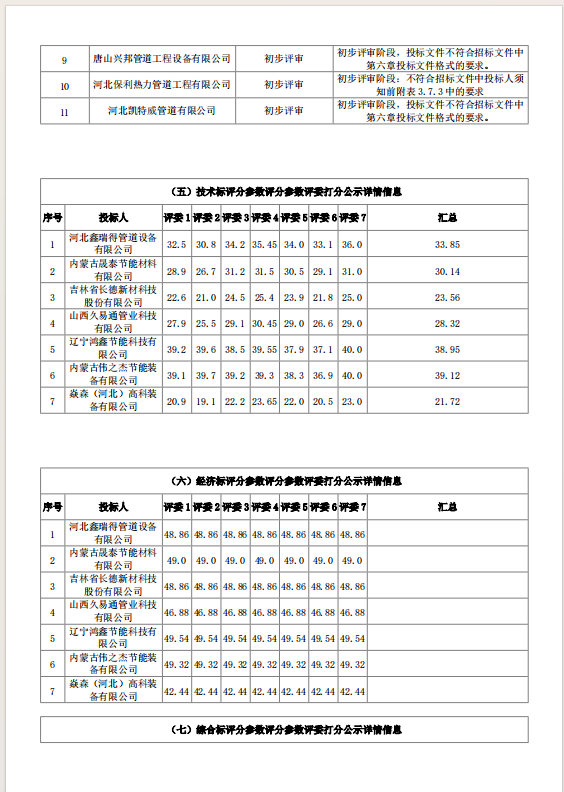 9 唐山兴邦管道工程设备有限公司 初步评审 初步评审阶段，投标文件不符合招标文件中
第六章投标文件格式的要求。
10 河北保利热力管道工程有限公司 初步评审 初步评审阶段：不符合招标文件中投标人须
知前附表 3.7.3 中的要求
11 河北凯特威管道有限公司 初步评审 初步评审阶段，投标文件不符合招标文件中
第六章投标文件格式的要求。
（五）技术标评分参数评分参数评委打分公示详情信息
序号 投标人 评委 1 评委 2 评委 3 评委 4 评委 5 评委 6 评委 7 汇总
1 河北鑫瑞得管道设备
有限公司 32.5 30.8 34.2 35.45 34.0 33.1 36.0 33.85
2 内蒙古晟泰节能材料
有限公司 28.9 26.7 31.2 31.5 30.5 29.1 31.0 30.14
3 吉林省长德新材科技
股份有限公司 22.6 21.0 24.5 25.4 23.9 21.8 25.0 23.56
4 山西久易通管业科技
有限公司 27.9 25.5 29.1 30.45 29.0 26.6 29.0 28.32
5 辽宁鸿鑫节能科技有
限公司 39.2 39.6 38.5 39.55 37.9 37.1 40.0 38.95
6 内蒙古伟之杰节能装
备有限公司 39.1 39.7 39.2 39.3 38.3 36.9 40.0 39.12
7 焱森（河北）高科装
备有限公司 20.9 19.1 22.2 23.65 22.0 20.5 23.0 21.72
（六）经济标评分参数评分参数评委打分公示详情信息
序号 投标人 评委 1 评委 2 评委 3 评委 4 评委 5 评委 6 评委 7 汇总
1 河北鑫瑞得管道设备
有限公司 48.86 48.86 48.86 48.86 48.86 48.86 48.86
2 内蒙古晟泰节能材料
有限公司 49.0 49.0 49.0 49.0 49.0 49.0 49.0
3 吉林省长德新材科技
股份有限公司 48.86 48.86 48.86 48.86 48.86 48.86 48.86
4 山西久易通管业科技
有限公司 46.88 46.88 46.88 46.88 46.88 46.88 46.88
5 辽宁鸿鑫节能科技有
限公司 49.54 49.54 49.54 49.54 49.54 49.54 49.54
6 内蒙古伟之杰节能装
备有限公司 49.32 49.32 49.32 49.32 49.32 49.32 49.32
7 焱森（河北）高科装
备有限公司 42.44 42.44 42.44 42.44 42.44 42.44 42.44
（七）综合标评分参数评分参数评委打分公示详情信息